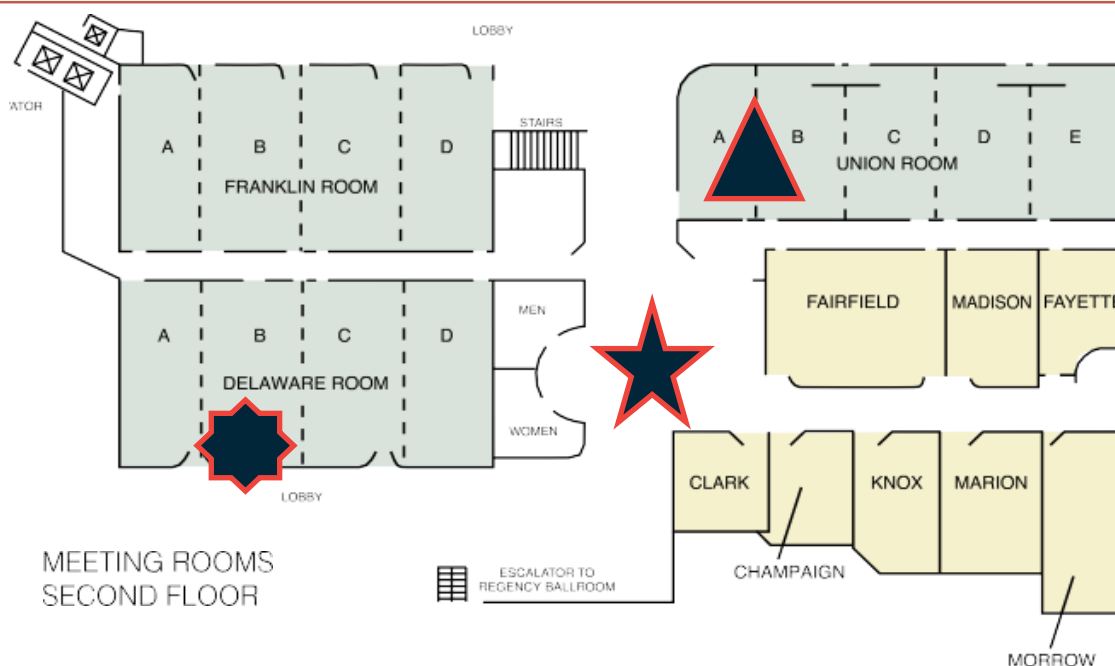 LOBBY
ATOR
STAIRS
A B C D
FRANKLIN ROOM
A B C D E
UNION ROOM
FAIRFIELD MADISON FAYETTE
MEN
A B C D
DELAWARE ROOM
WOMEN
LOBBY
CLARK KNOX MARION
MEETING ROOMS
SECOND FLOOR
ESCALATOR TO
REGENCY BALLROOM
CHAMPAIGN
MORROW